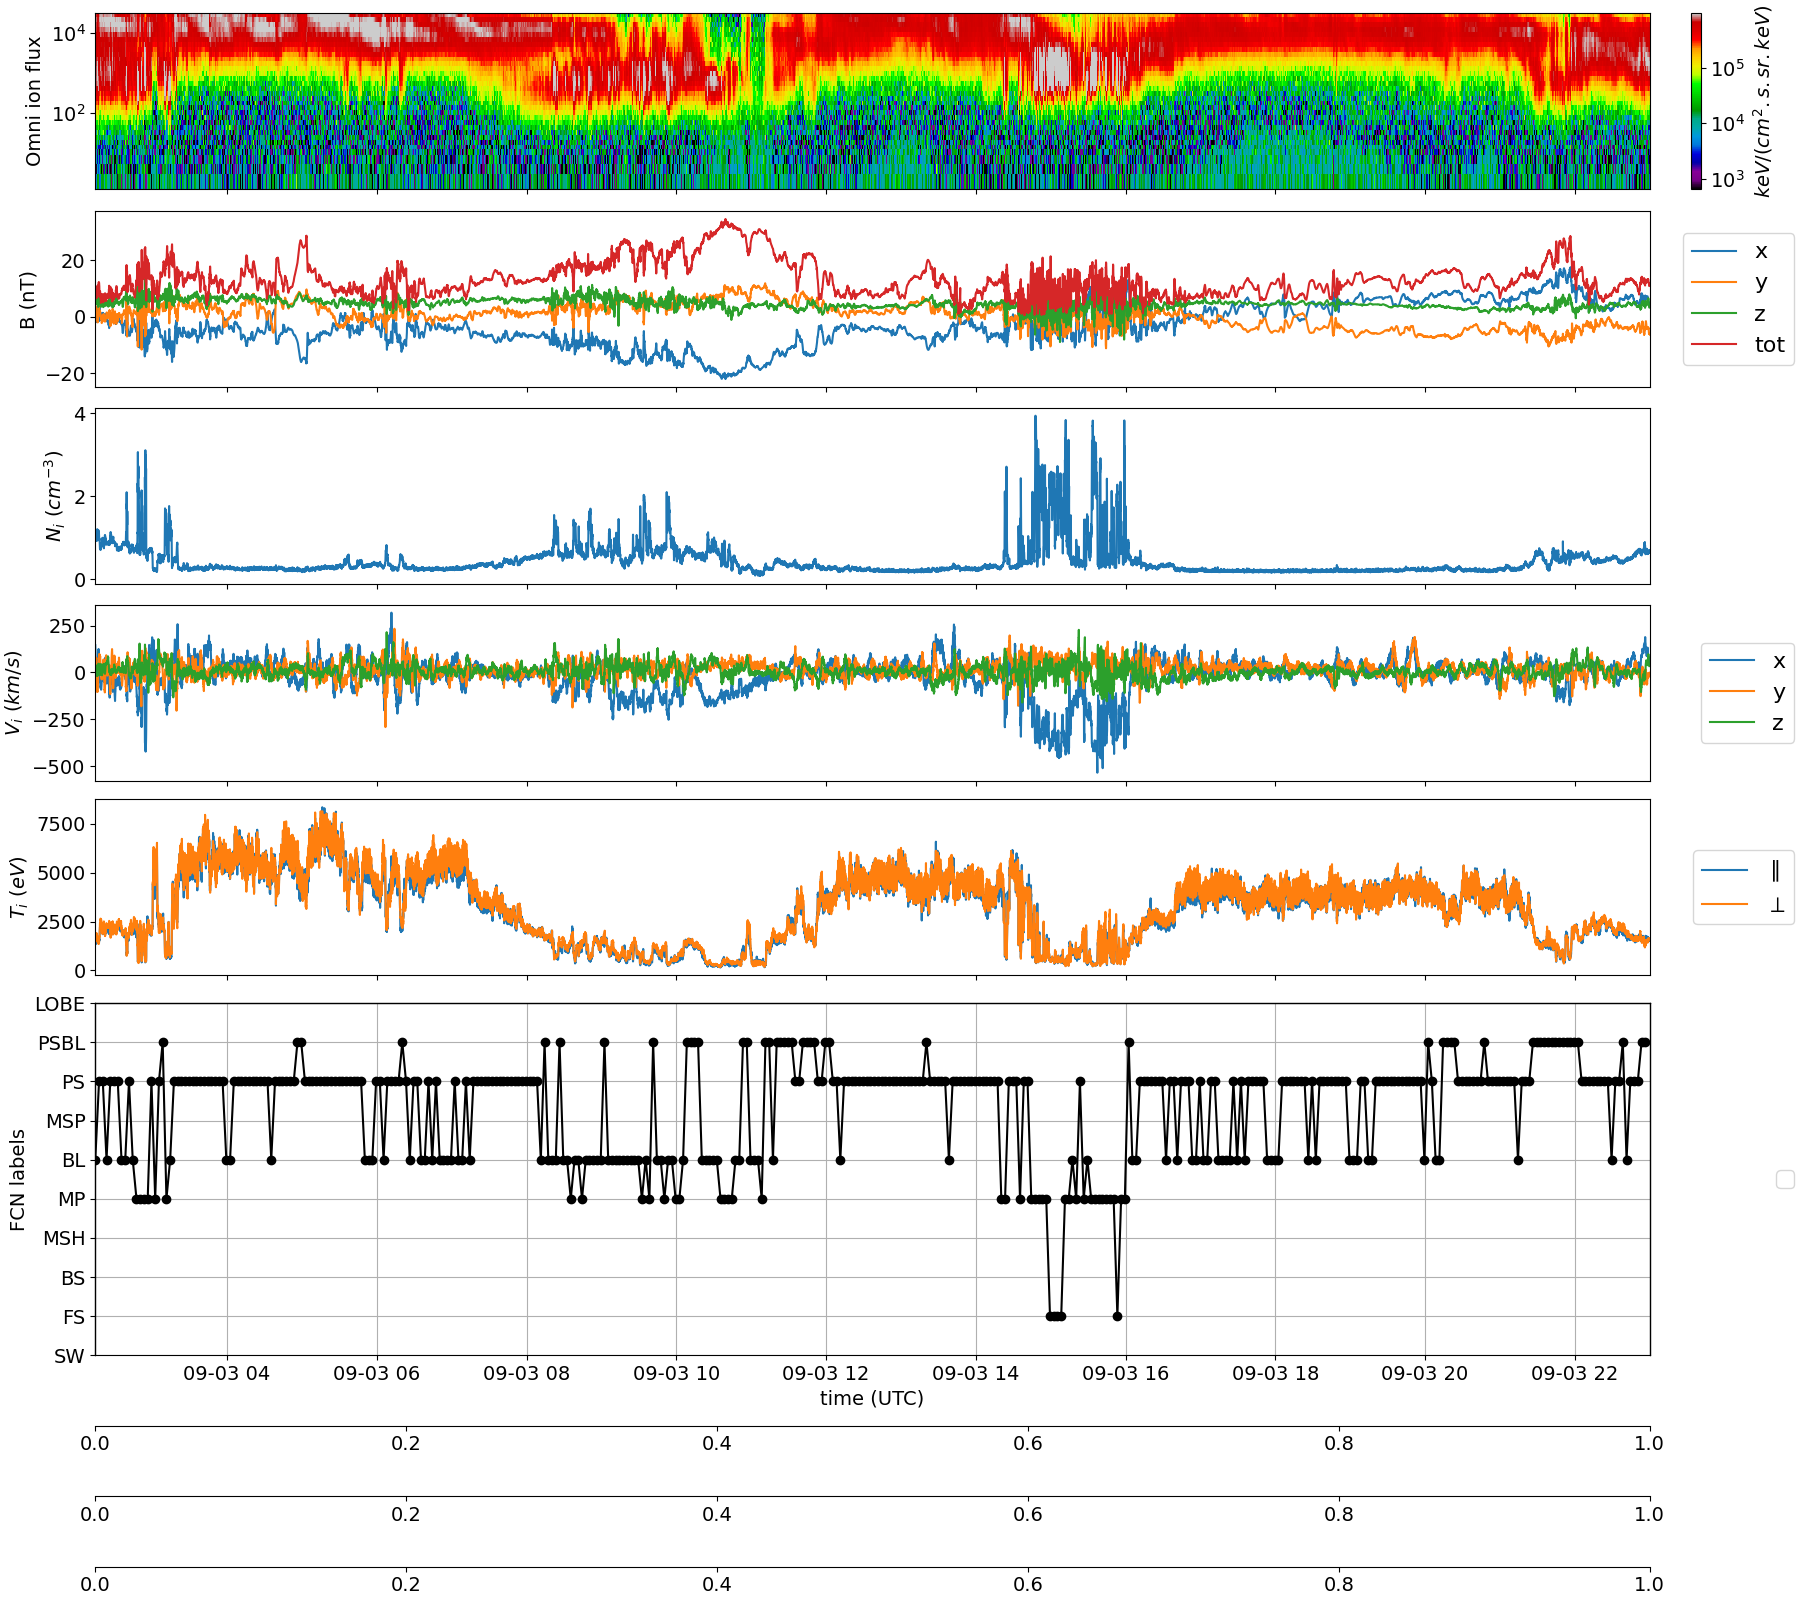 Omni ion flux
10^4
10^2
10^5
10^4
10^3
keV/(cm^2.s.sr.keV)
B (nT)
20
0
−20
x
y
z
tot
N_i (cm^−3)
4
2
0
V_i (km/s)
250
0
−250
−500
x
y
z
T_i (eV)
7500
5000
2500
0
∥
⊥
FCN labels
LOBE
PSBL
PS
MSP
BL
MP
MSH
BS
FS
SW
09-03 04 09-03 06 09-03 08 09-03 10 09-03 12 09-03 14 09-03 16 09-03 18 09-03 20 09-03 22
time (UTC)
0.0 0.2 0.4 0.6 0.8 1.0
0.0 0.2 0.4 0.6 0.8 1.0
0.0 0.2 0.4 0.6 0.8 1.0